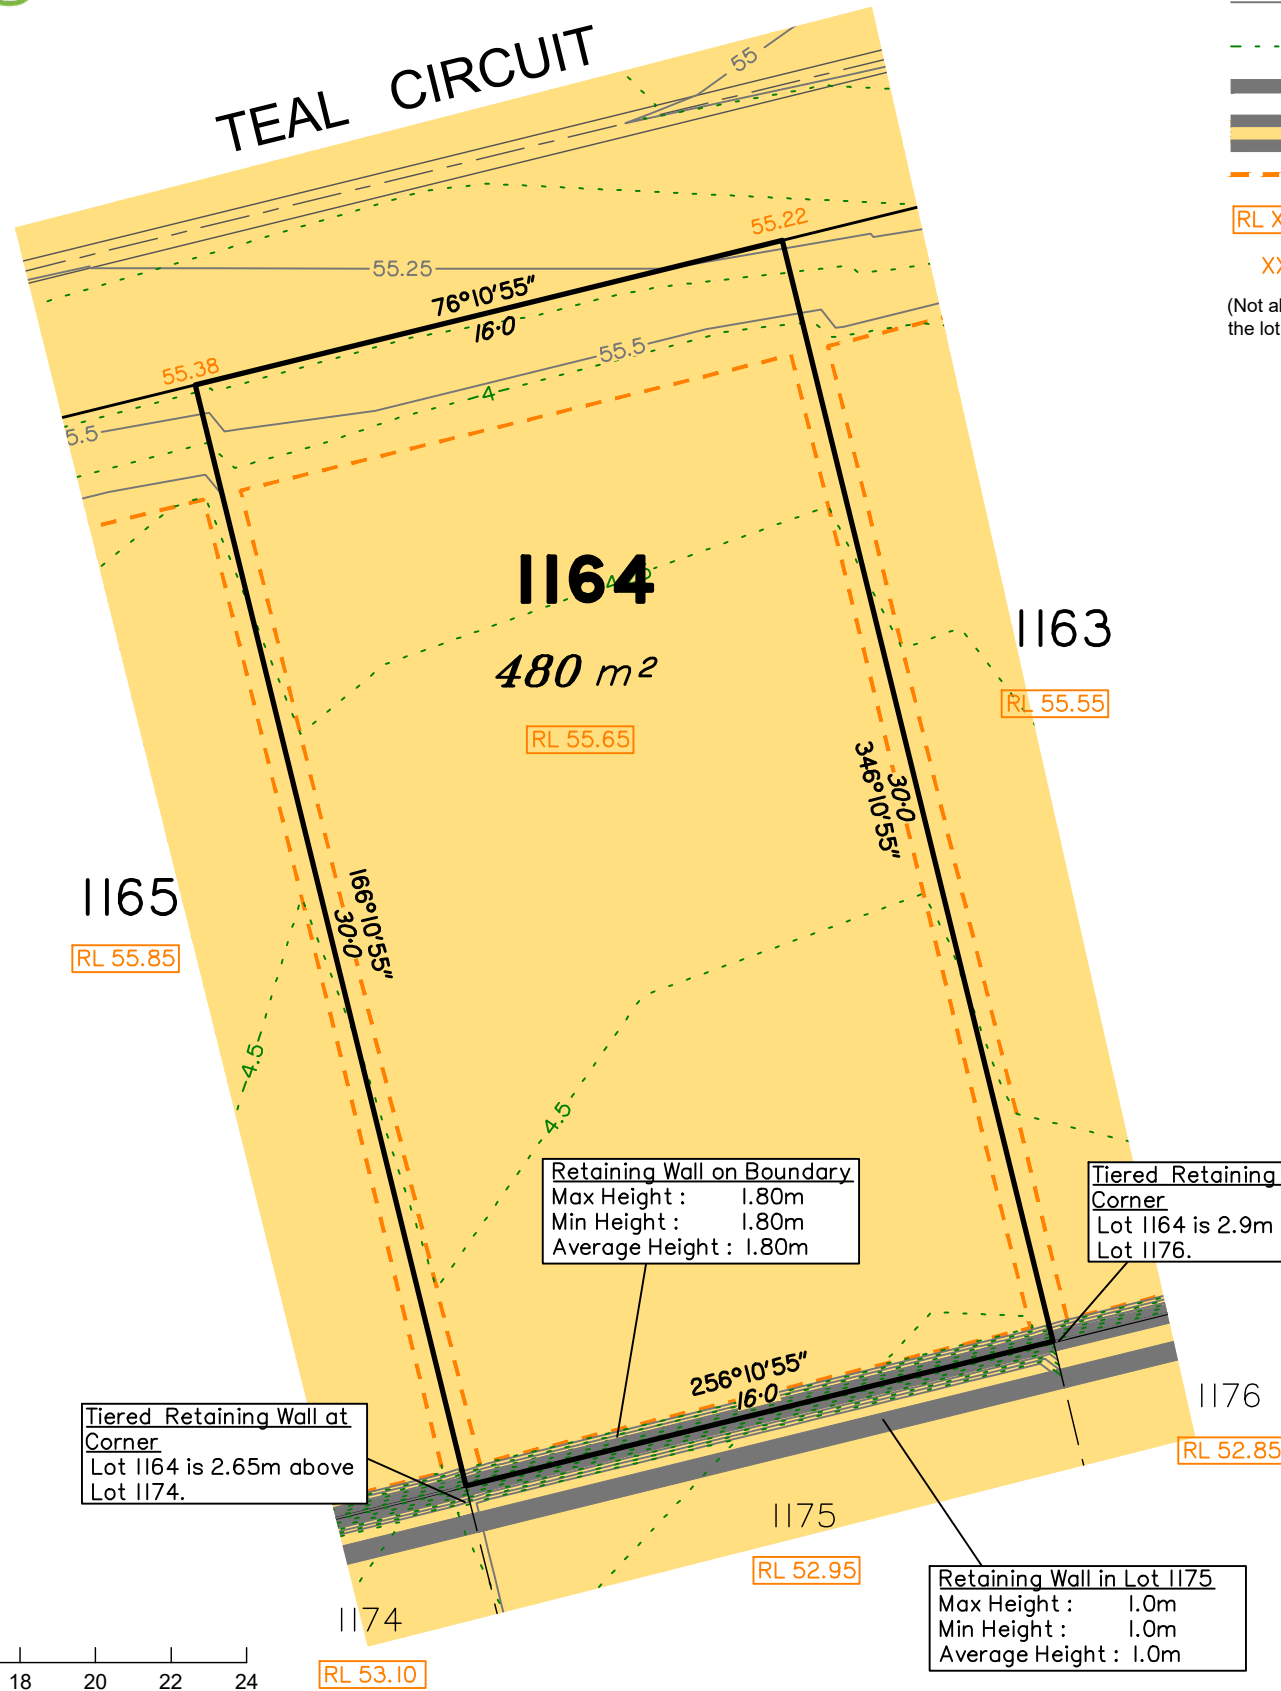 TEAL CIRCUIT
55
55.22
55.25
76°10'55"
16·0
55.38
55.5
4
5.5
RL X
XX
(Not al
the lot
1164
480 m²
RL 55.65
1163
RL 55.55
346°10'55"
30·0
1165
RL 55.85
166°10'55"
30·0
4.5
4.5
Retaining Wall on Boundary
Max Height : 1.80m
Min Height : 1.80m
Average Height : 1.80m
Tiered Retaining
Corner
Lot 1164 is 2.9m
Lot 1176.
256°10'55"
16·0
Tiered Retaining Wall at
Corner
Lot 1164 is 2.65m above
Lot 1174.
1176
RL 52.85
1175
RL 52.95
Retaining Wall in Lot 1175
Max Height : 1.0m
Min Height : 1.0m
Average Height : 1.0m
1174
RL 53.10
18 20 22 24